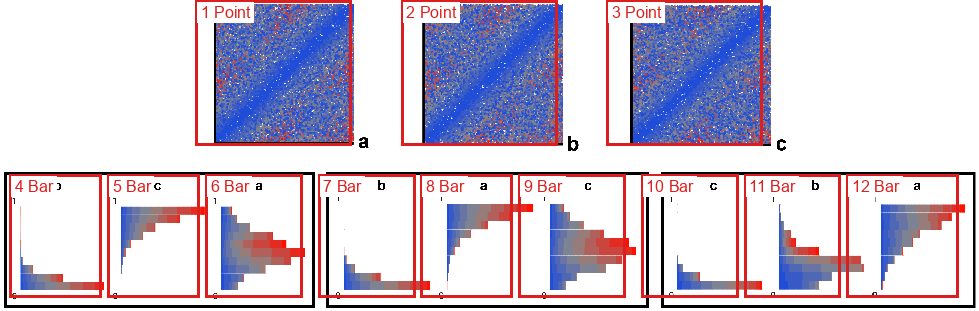 1 Point
2 Point
3 Point
a
b
c
4 Bar
5 Bar c
6 Bar a
7 Bar b
8 Bar a
9 Bar c
10 Bar c
11 Bar b
12 Bar a